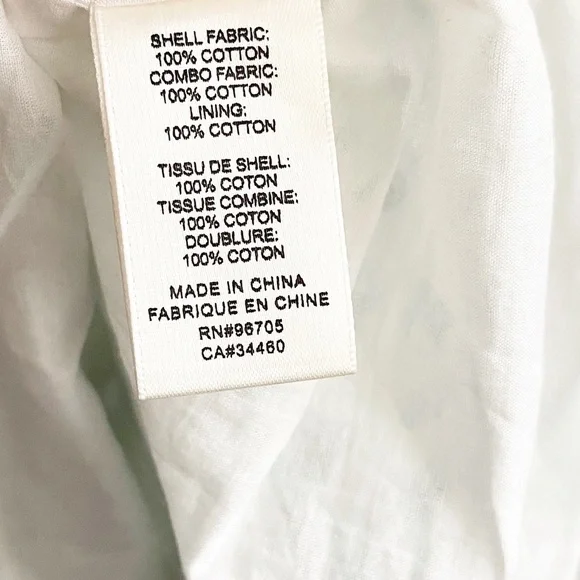 SHELL FABRIC:
100% COTTON
COMBO FABRIC:
100% COTTON
LINING:
100% COTTON
TISSU DE SHELL:
100% COTON
TISSUE COMBINE:
100% COTON
DOUBLURE:
100% COTON
MADE IN CHINA
FABRIQUE EN CHINE
RN#96705
CA#34460